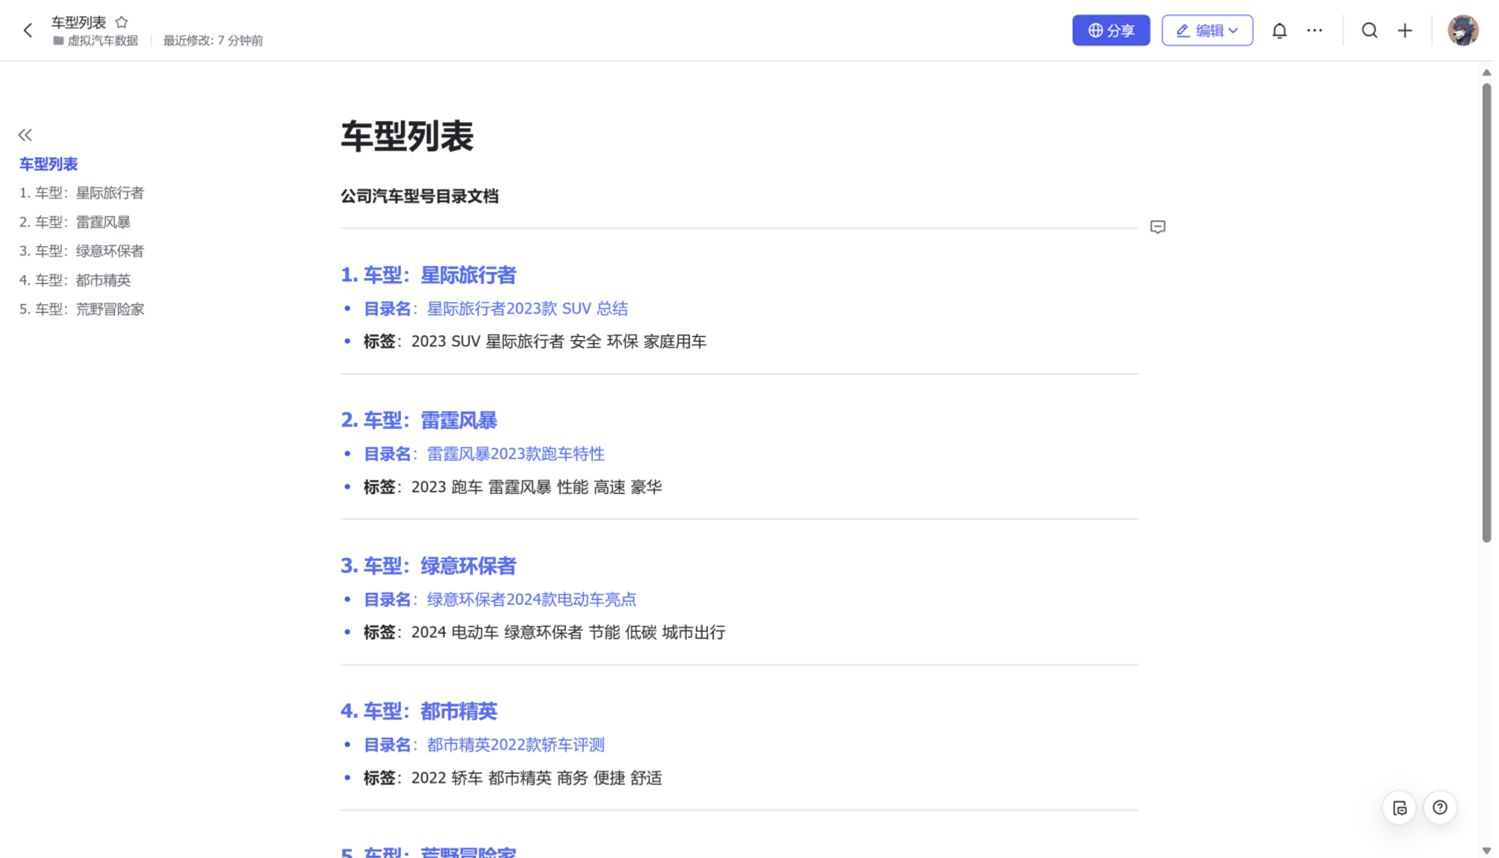 车型列表
虚拟汽车数据 最近修改: 7 分钟前
分享
编辑
车型列表
1. 车型：星际旅行者
2. 车型：雷霆风暴
3. 车型：绿意环保者
4. 车型：都市精英
5. 车型：荒野冒险家
车型列表
公司汽车型号目录文档
1. 车型：星际旅行者
• 目录名：星际旅行者2023款 SUV 总结
• 标签：2023 SUV 星际旅行者 安全 环保 家庭用车
2. 车型：雷霆风暴
• 目录名：雷霆风暴2023款跑车特性
• 标签：2023 跑车 雷霆风暴 性能 高速 豪华
3. 车型：绿意环保者
• 目录名：绿意环保者2024款电动车亮点
• 标签：2024 电动车 绿意环保者 节能 低碳 城市出行
4. 车型：都市精英
• 目录名：都市精英2022款轿车评测
• 标签：2022 轿车 都市精英 商务 便捷 舒适
5. 车型：荒野冒险家